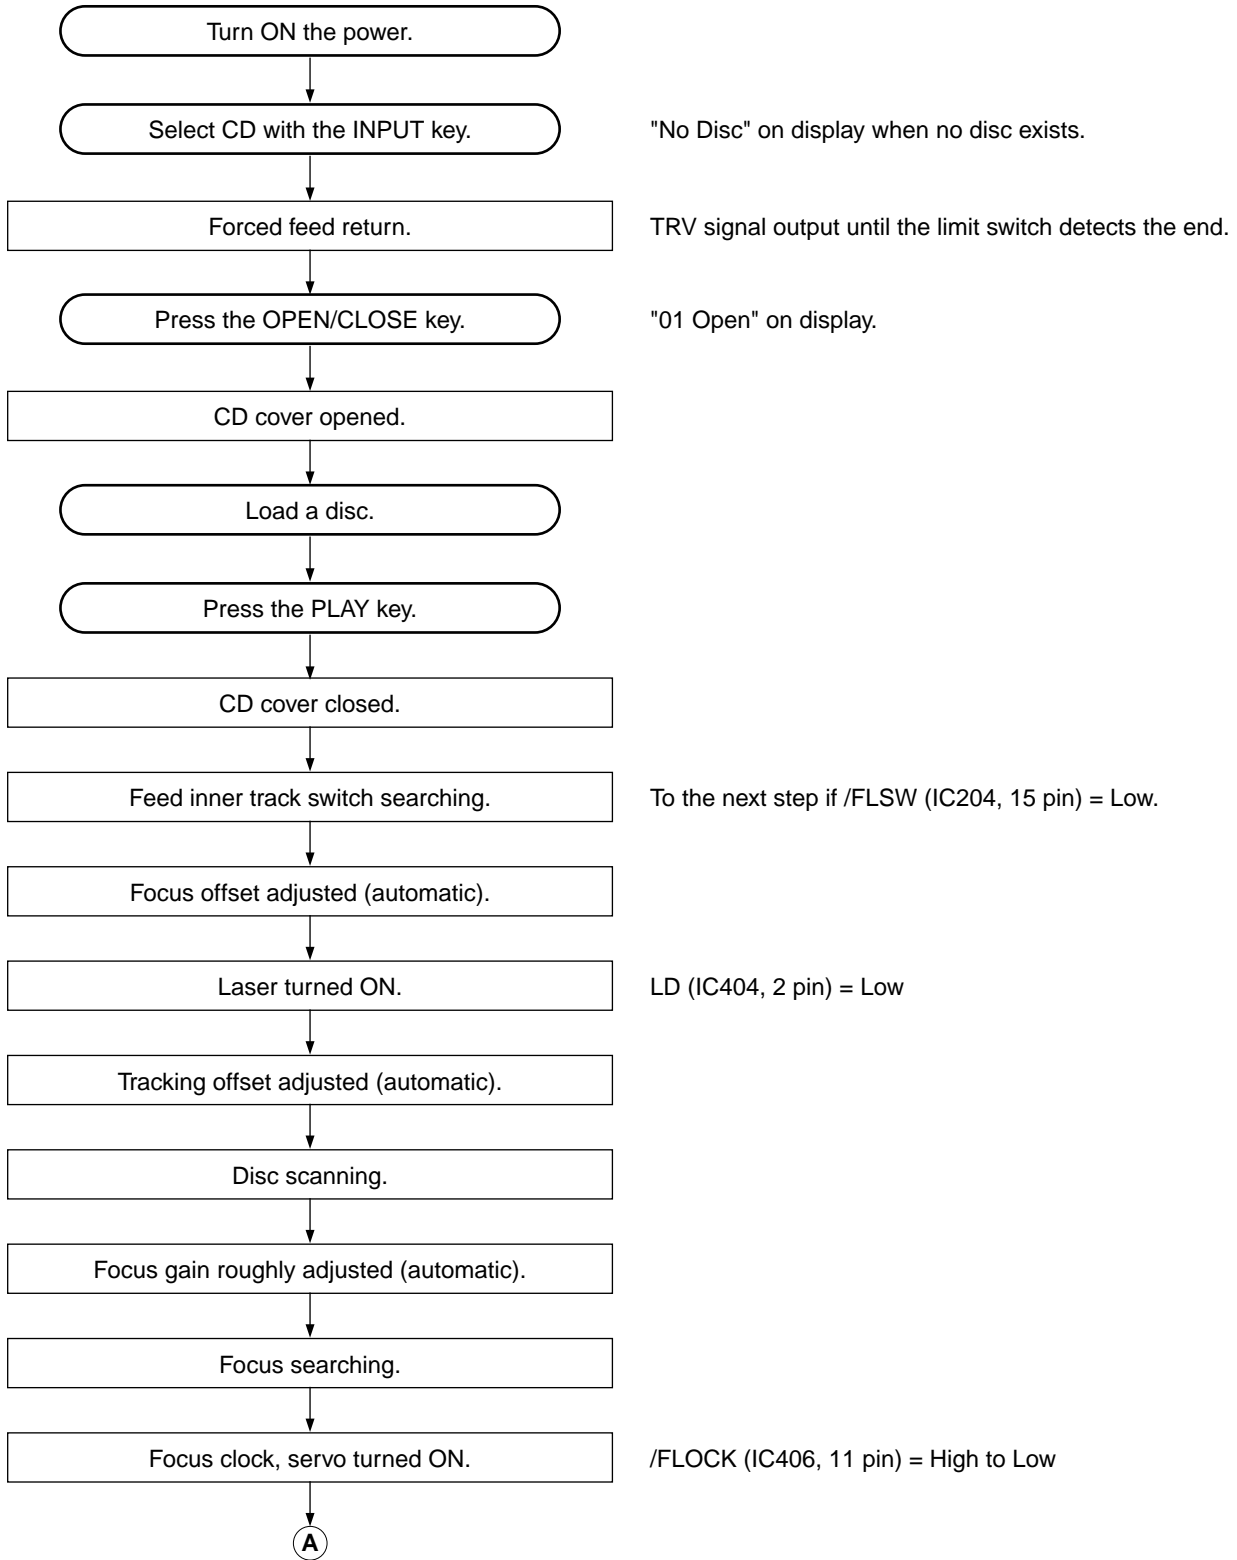 Turn ON the power.
Select CD with the INPUT key.
"No Disc" on display when no disc exists.
Forced feed return.
TRV signal output until the limit switch detects the end.
Press the OPEN/CLOSE key.
"01 Open" on display.
CD cover opened.
Load a disc.
Press the PLAY key.
CD cover closed.
Feed inner track switch searching.
To the next step if /FLSW (IC204, 15 pin) = Low.
Focus offset adjusted (automatic).
Laser turned ON.
LD (IC404, 2 pin) = Low
Tracking offset adjusted (automatic).
Disc scanning.
Focus gain roughly adjusted (automatic).
Focus searching.
Focus clock, servo turned ON.
/FLOCK (IC406, 11 pin) = High to Low
A